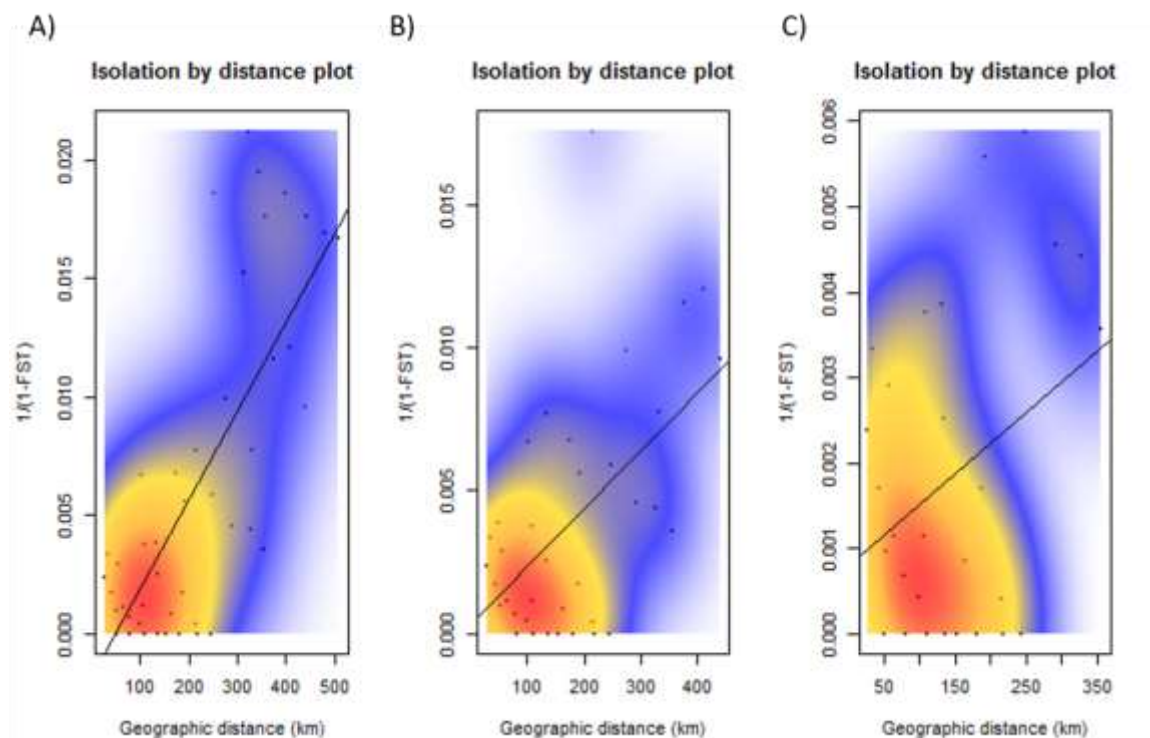 A)
Isolation by distance plot
1/(1-FST)
0.020
0.015
0.010
0.005
0.000
100 200 300 400 500
Geographic distance (km)
B)
Isolation by distance plot
0.015
0.010
0.005
0.000
100 200 300 400
Geographic distance (km)
C)
Isolation by distance plot
1/(1-FST)
0.006
0.005
0.004
0.003
0.002
0.001
0.000
50 150 250 350
Geographic distance (km)
1/(1-FST)